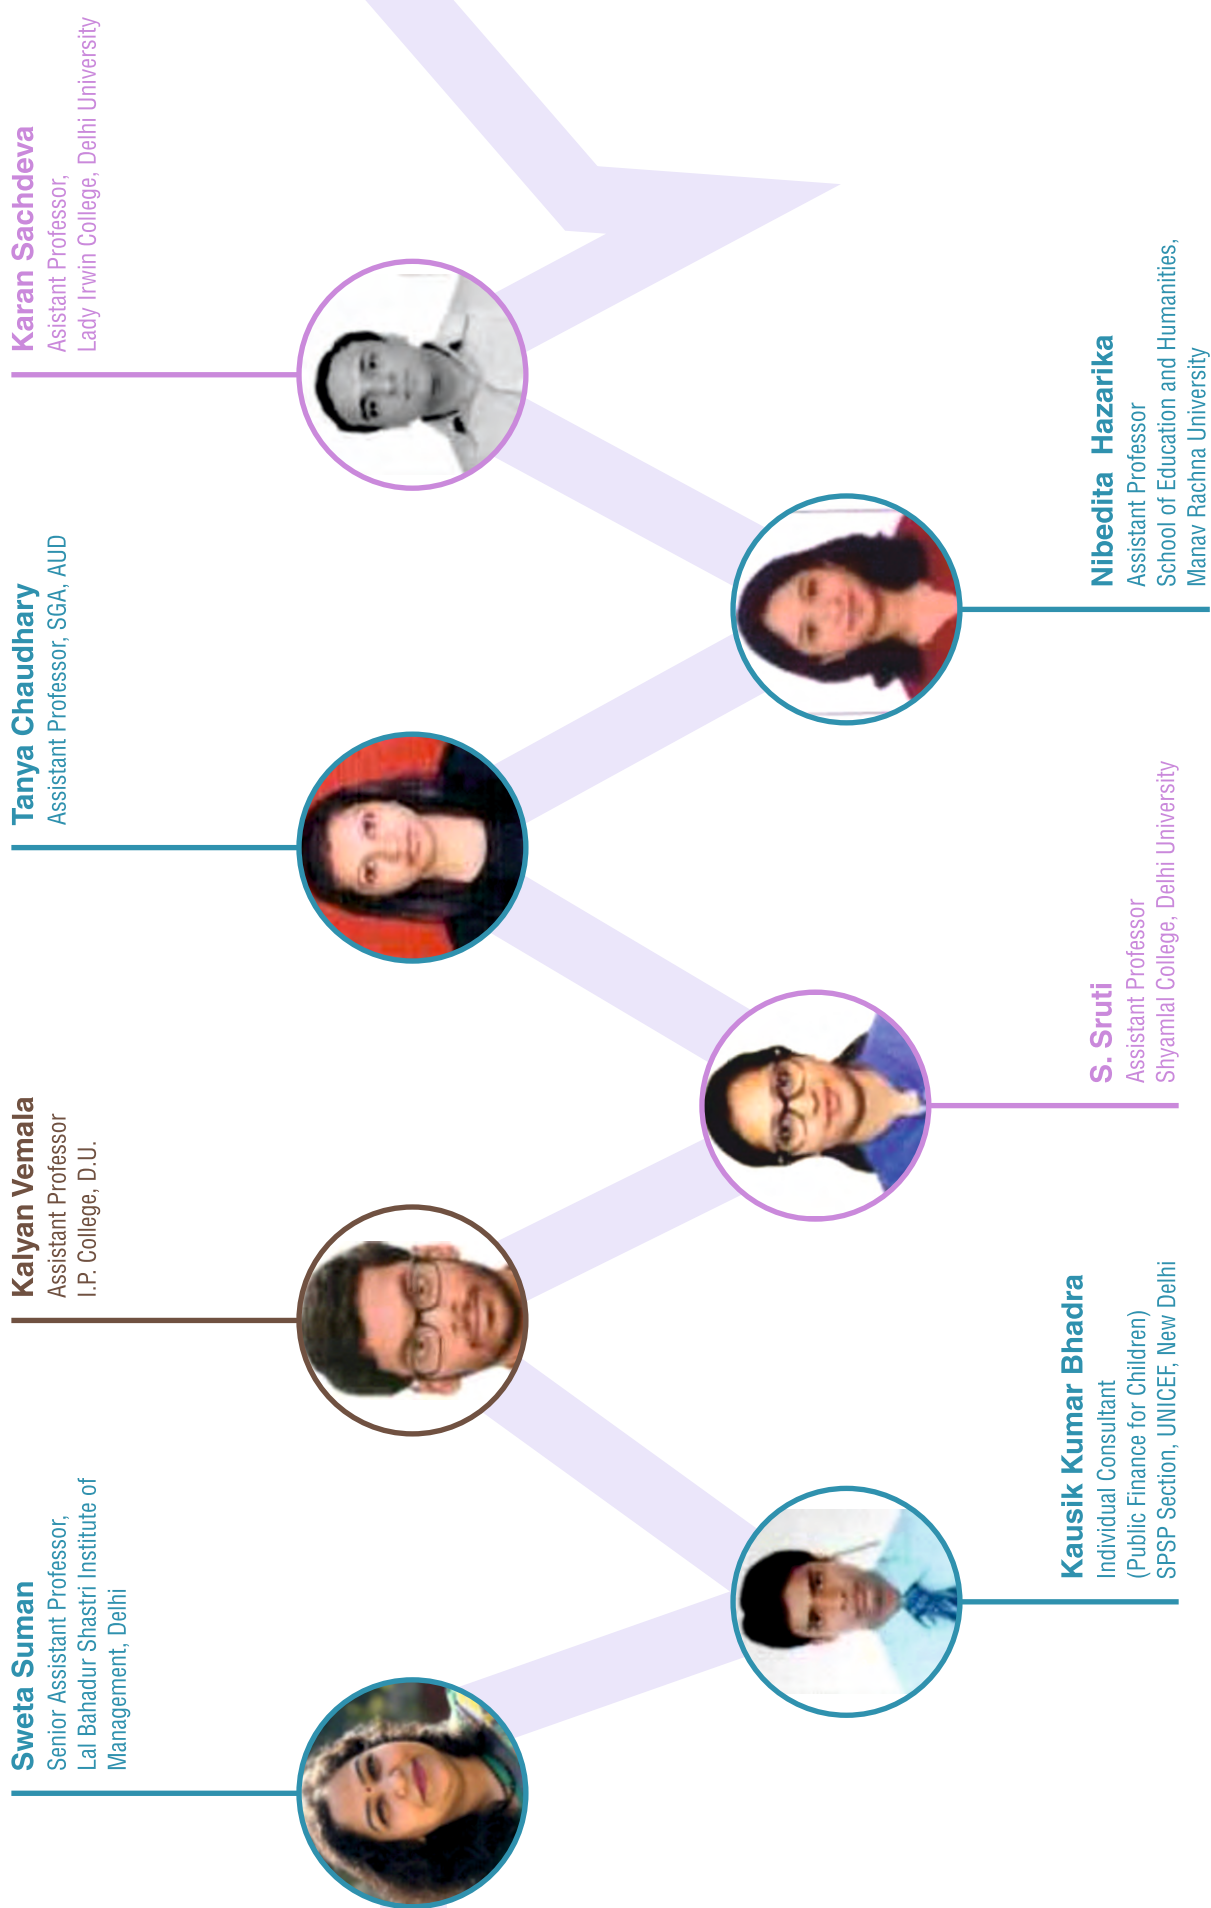 Sweta Suman
Senior Assistant Professor,
Lal Bahadur Shastri Institute of
Management, Delhi
Kalyan Vemala
Assistant Professor
I.P. College, D.U.
Tanya Chaudhary
Assistant Professor, SGA, AUD
Karan Sachdeva
Asistant Professor,
Lady Irwin College, Delhi University
Kausik Kumar Bhadra
Individual Consultant
(Public Finance for Children)
SPSP Section, UNICEF, New Delhi
S. Sruti
Assistant Professor
Shyamlal College, Delhi University
Nibedita Hazarika
Assistant Professor
School of Education and Humanities,
Manav Rachna University